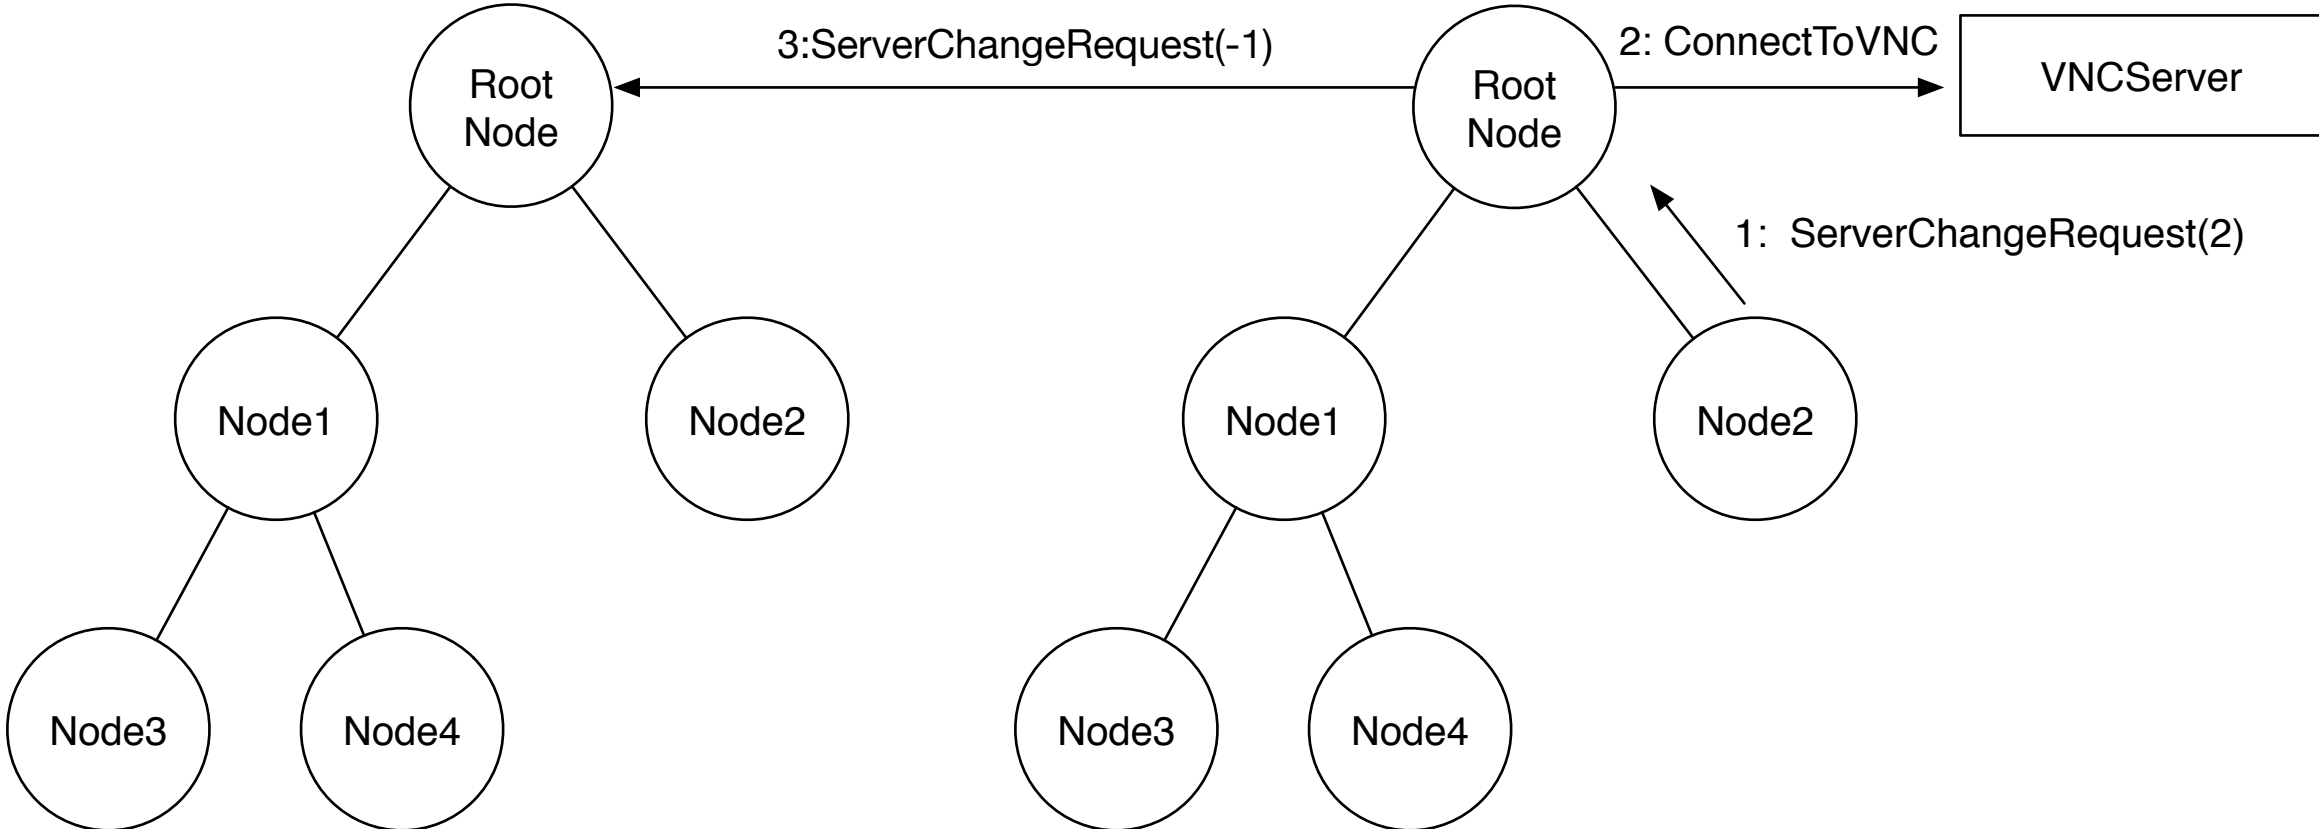 3:ServerChangeRequest(-1)
2: ConnectToVNC
Root
Node
Root
Node
VNCServer
1: ServerChangeRequest(2)
Node1
Node2
Node1
Node2
Node3
Node4
Node3
Node4